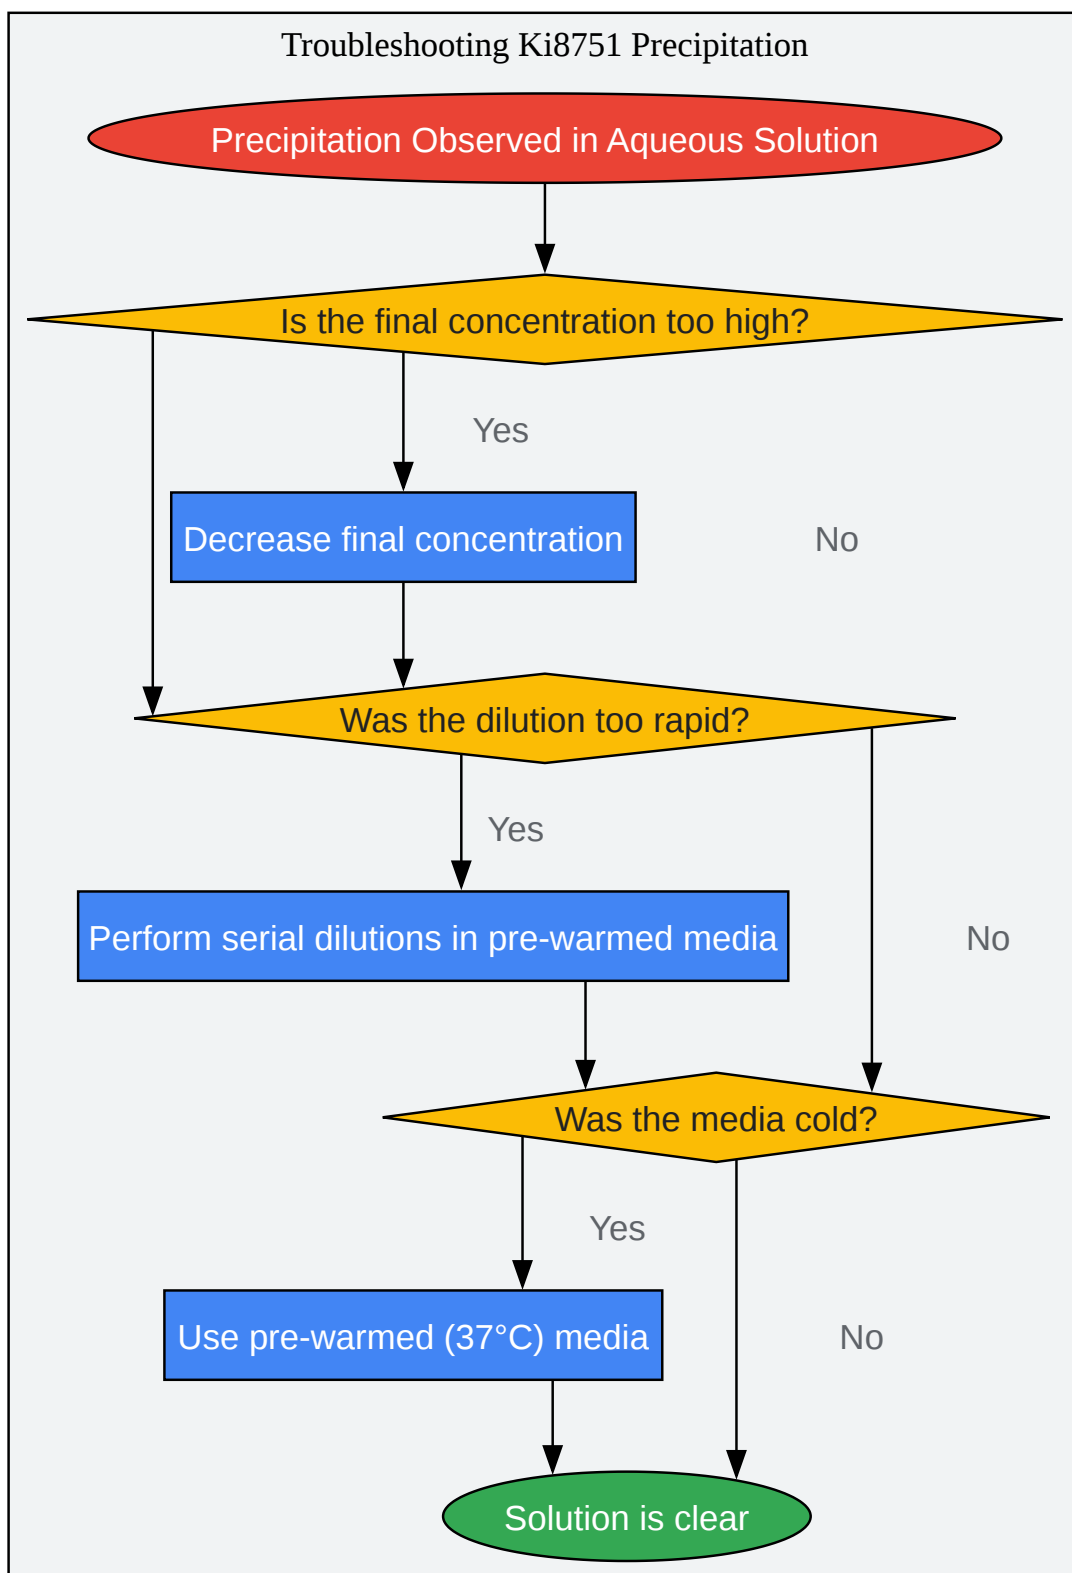 Troubleshooting Ki8751 Precipitation
Precipitation Observed in Aqueous Solution
Is the final concentration too high?
Yes
Decrease final concentration
No
Was the dilution too rapid?
Yes
Perform serial dilutions in pre-warmed media
No
Was the media cold?
Yes
Use pre-warmed (37°C) media
No
Solution is clear